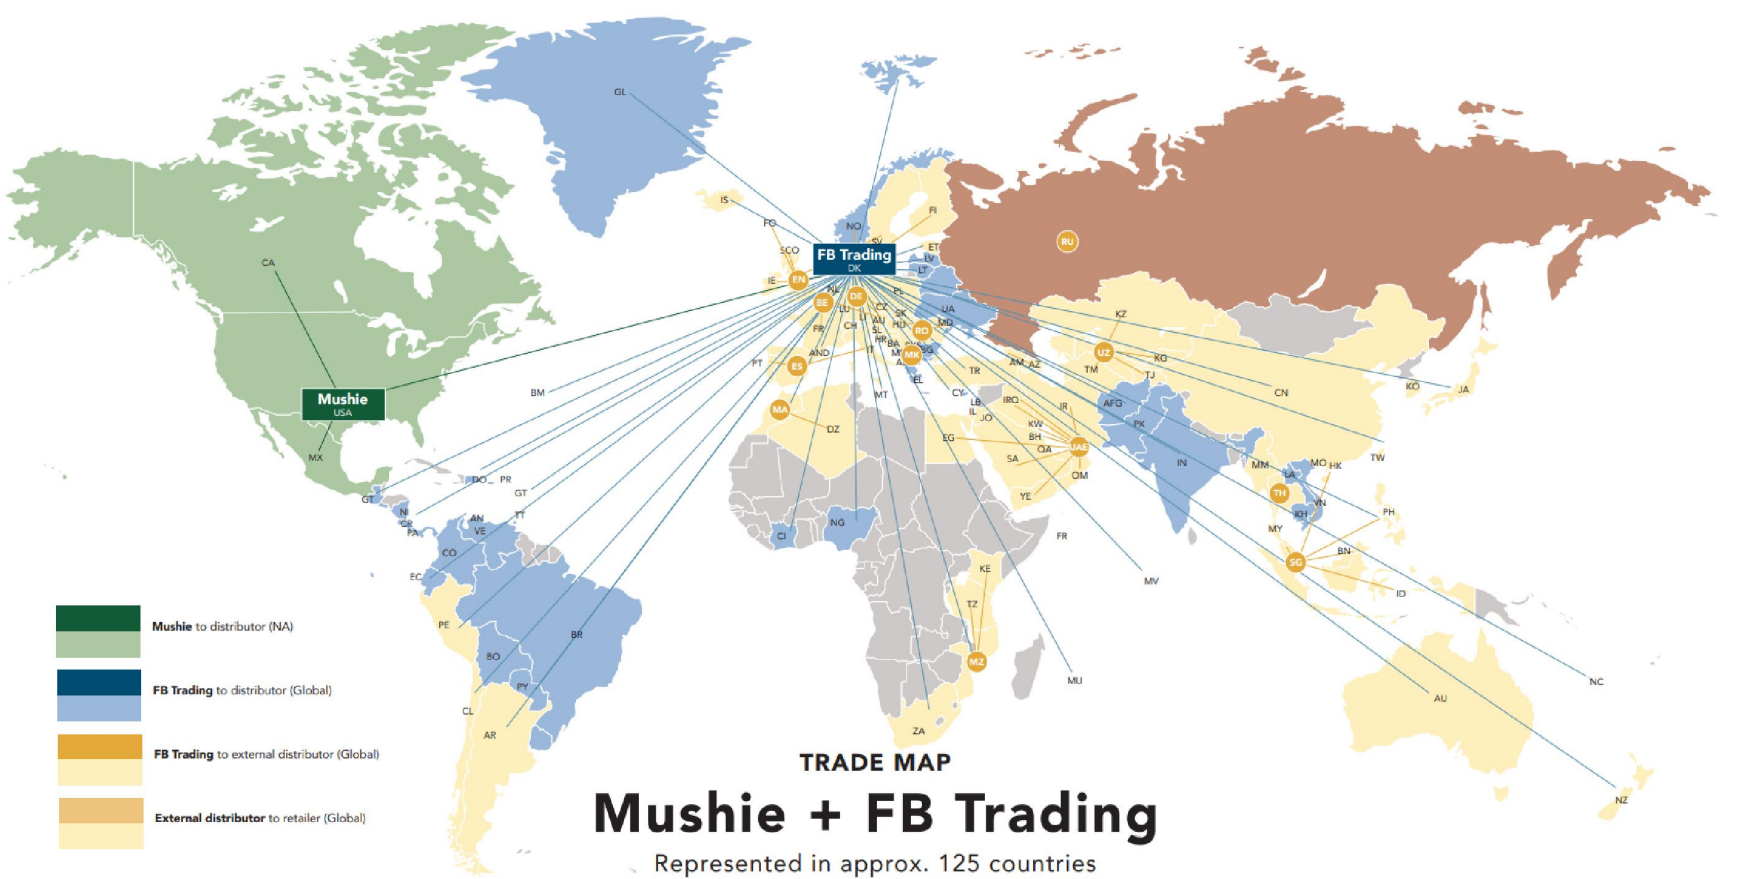 GL
IS
FO
SCO
IE
EN
NO
SV
FI
ET
LV
LT
FB Trading
DK
RU
CA
Mushie
USA
MX
BE
NL
DE
LU
LI
CH
FR
AND
PT
ES
IT
PL
CZ
SK
AU
SL
HU
HR
BA
RO
MK
BG
UA
MD
EL
MT
MA
DZ
TR
CY
LB
IL
JO
IRQ
AM
AZ
IR
KW
BH
QA
UAE
EG
SA
OM
YE
KZ
UZ
KG
TM
TJ
AFG
PK
IN
CN
KO
JA
TW
MO
HK
MM
LA
TH
VN
KH
MY
PH
SG
BN
ID
BM
GT
DO
PR
GT
NI
CR
PA
AN
VE
TT
CO
EC
PE
BR
BO
PY
CL
AR
CI
NG
FR
KE
TZ
MZ
ZA
MV
MU
AU
NC
NZ
Mushie to distributor (NA)
FB Trading to distributor (Global)
FB Trading to external distributor (Global)
External distributor to retailer (Global)
TRADE MAP
Mushie + FB Trading
Represented in approx. 125 countries